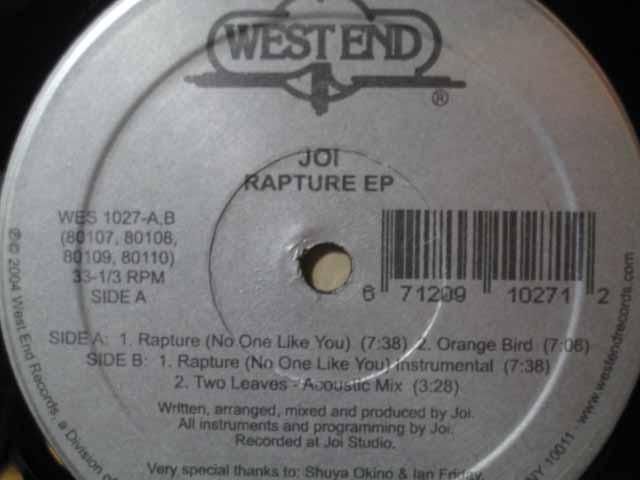 WEST END
®
JOI
RAPTURE EP
WES 1027-A,B
(80107, 80108,
80109, 80110)
33-1/3 RPM
SIDE A
6 71209 10271 2
SIDE A: 1. Rapture (No One Like You) (7:38) 2. Orange Bird (7:06)
SIDE B: 1. Rapture (No One Like You) Instrumental (7:38)
2. Two Leaves - Acoustic Mix (3:28)
Written, arranged, mixed and produced by Joi.
All instruments and programming by Joi.
Recorded at Joi Studio.
Very special thanks to: Shuya Okino & Ian Friday.
℗© 2004 West End Records, a Division of
NY 10011 www.westendrecords.com